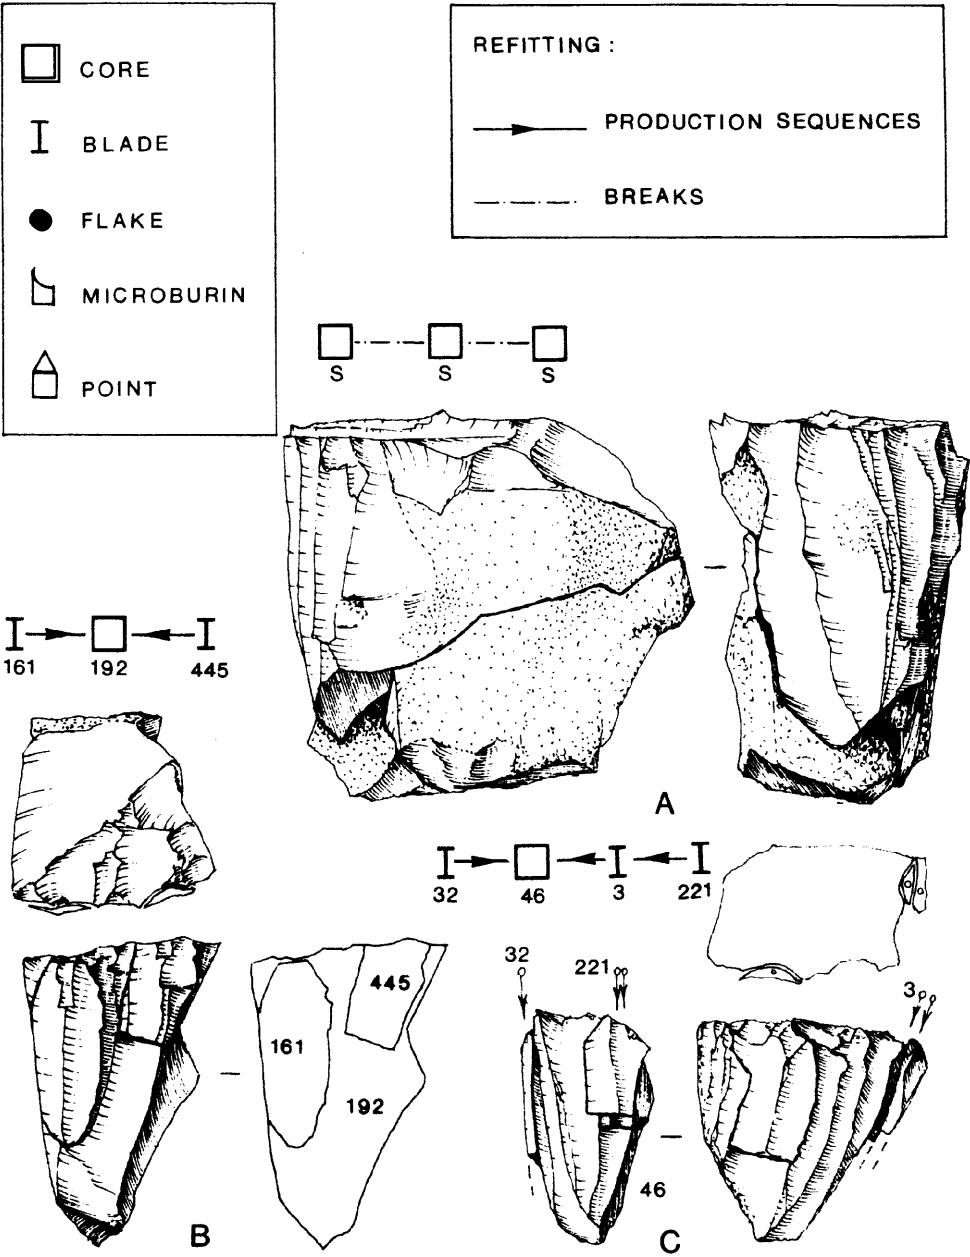 CORE
BLADE
FLAKE
MICROBURIN
POINT
REFITTING :
PRODUCTION SEQUENCES
BREAKS
S S S
161 192 445
A
32 46 3 221
32
221
3
445
161
192
46
B
C